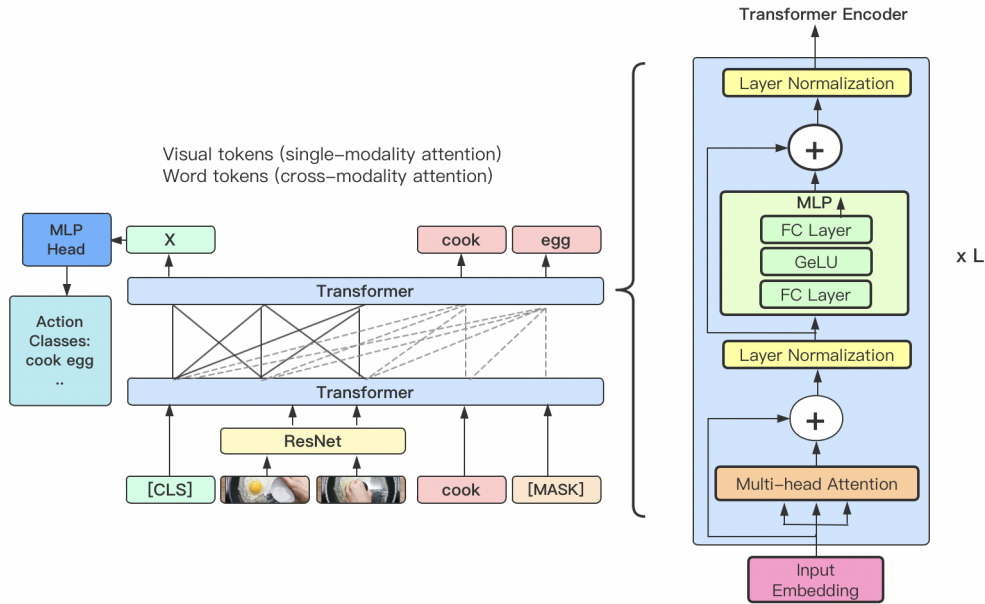 Transformer Encoder
Layer Normalization
+
MLP
FC Layer
GeLU
FC Layer
x L
Layer Normalization
+
Multi-head Attention
Input
Embedding
Visual tokens (single-modality attention)
Word tokens (cross-modality attention)
MLP
Head
X
cook
egg
Transformer
Action
Classes:
cook egg
..
Transformer
ResNet
[CLS]
cook
[MASK]